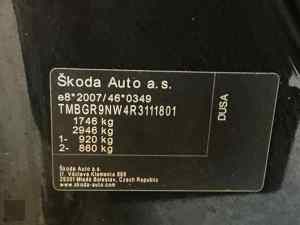 Škoda Auto a.s.
e8*2007/46*0349
TMBGR9NW4R3111801
1746 kg
2946 kg
1- 920 kg
2- 860 kg
DUSA
Škoda Auto a.s.
tř. Václava Klementa 869
29301 Mladá Boleslav, Czech Republic
www.skoda-auto.com